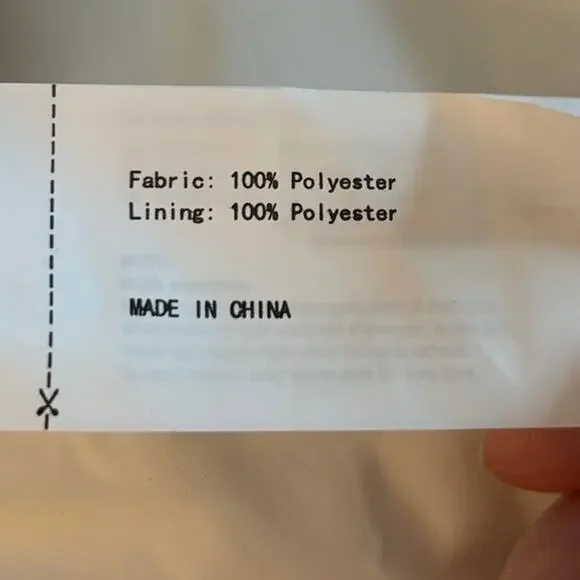 Fabric: 100% Polyester
Lining: 100% Polyester
MADE IN CHINA